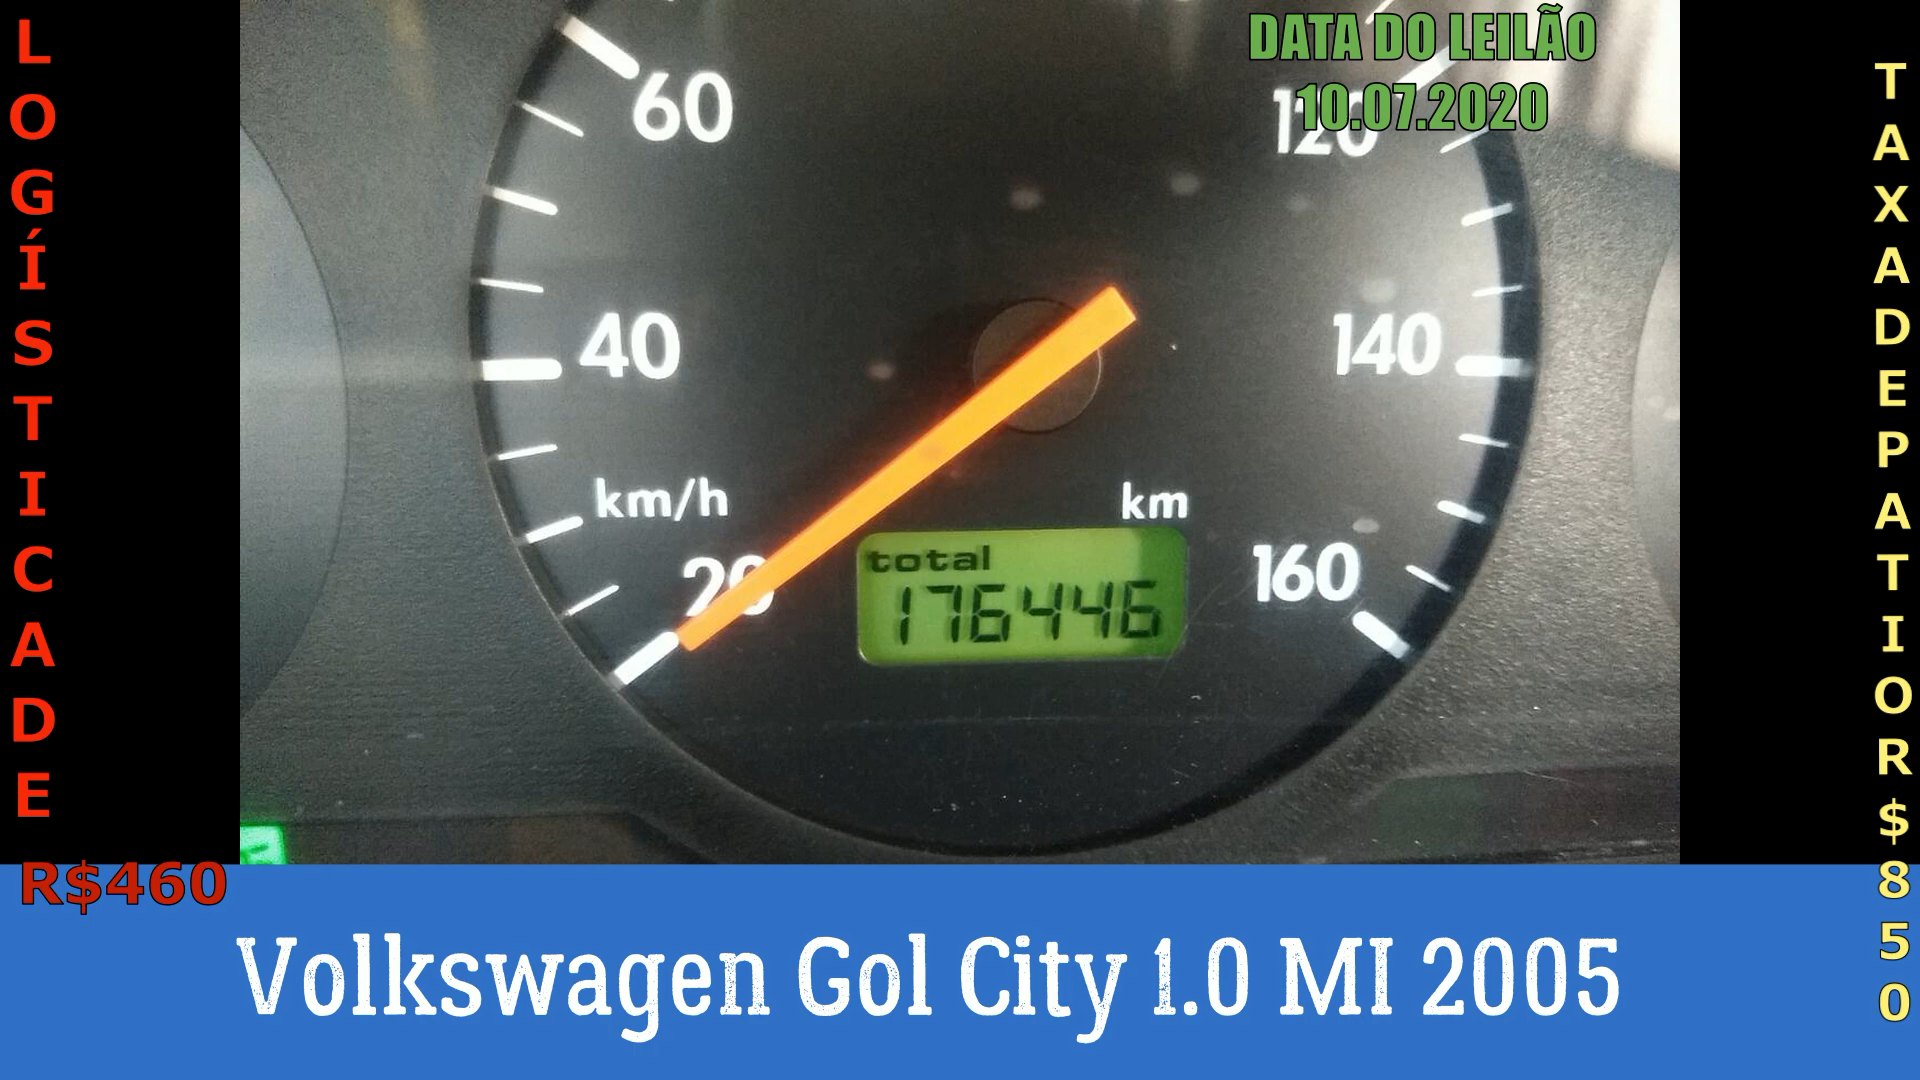 LOGÍSTICA DE
R$460
DATA DO LEILÃO
10.07.2020
60
120
40
140
km/h
km
20
total
176446
160
TAXA DE PATIO R$850
Volkswagen Gol City 1.0 MI 2005